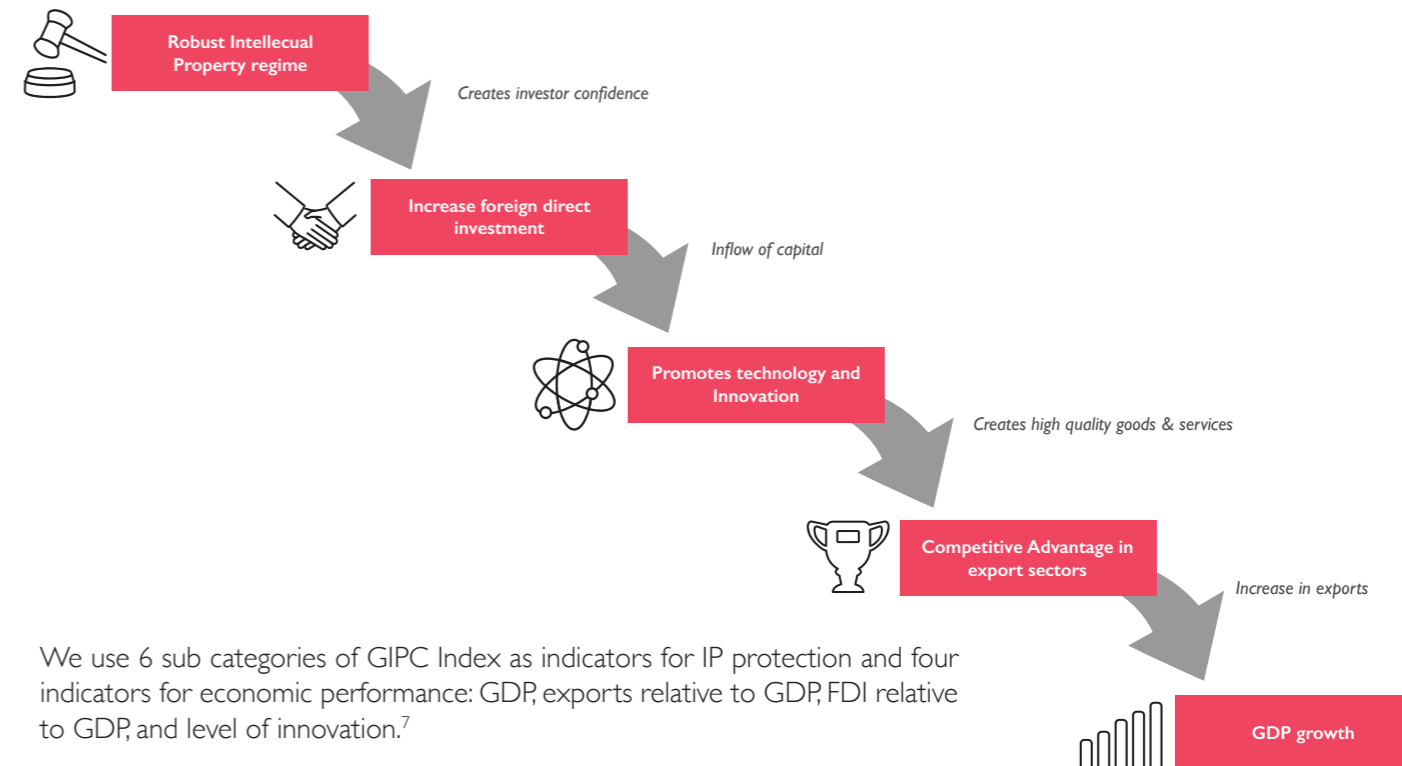 Robust Intellecual
Property regime
Creates investor confidence
Increase foreign direct
investment
Inflow of capital
Promotes technology and
Innovation
Creates high quality goods & services
Competitive Advantage in
export sectors
Increase in exports
We use 6 sub categories of GIPC Index as indicators for IP protection and four
indicators for economic performance: GDP, exports relative to GDP, FDI relative
to GDP, and level of innovation.7
GDP growth